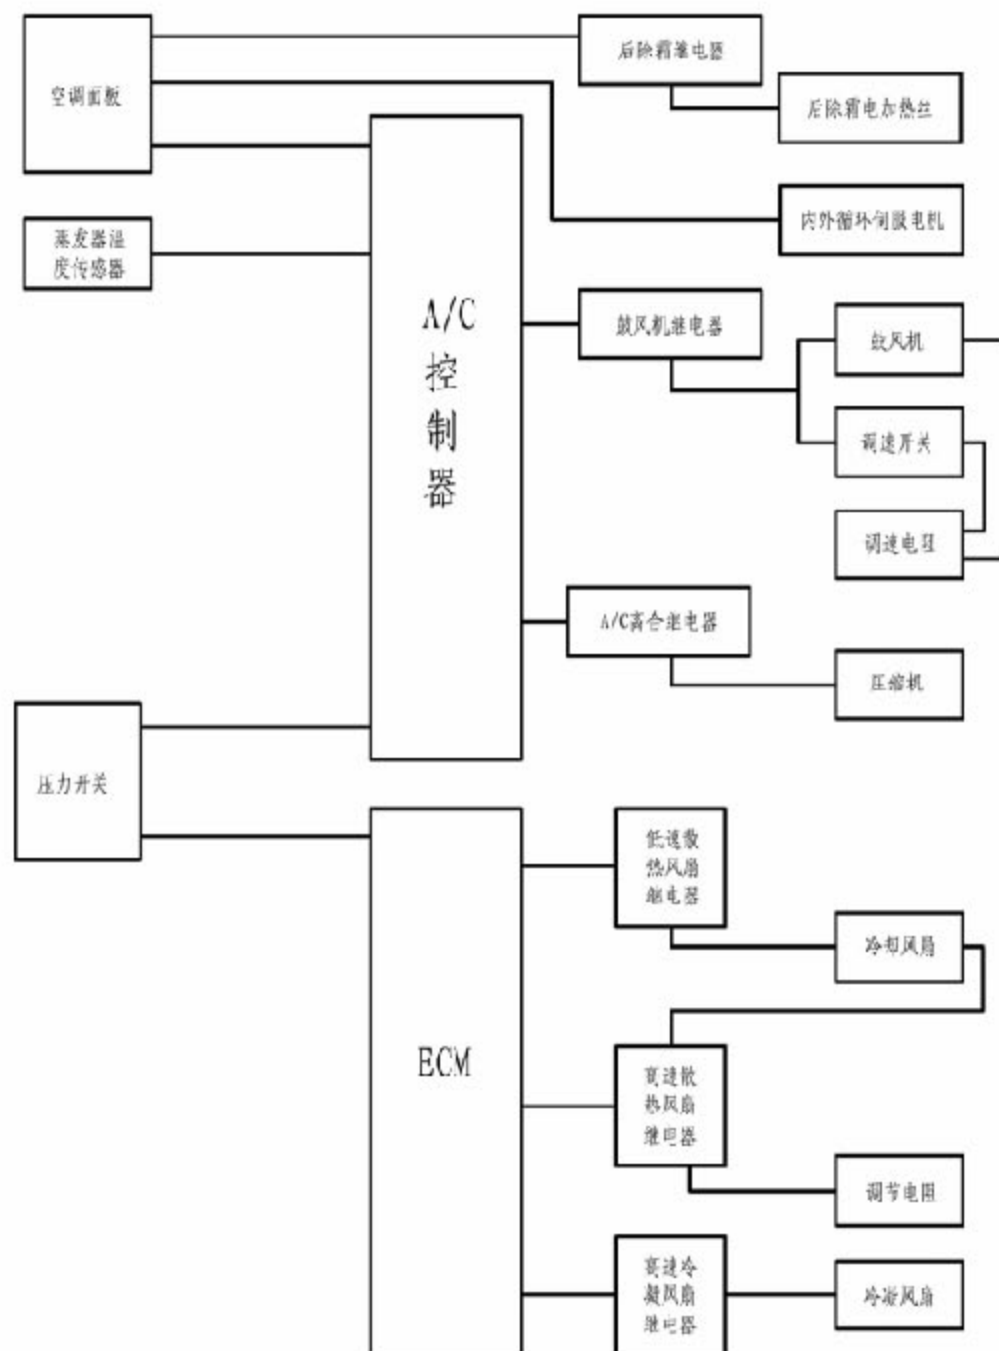 空调面板
后除霜继电器
后除霜电加热丝
蒸发器温
度传感器
内外循环伺服电机
A/C
控
制
器
鼓风机继电器
鼓风机
调速开关
调速电阻
A/C离合继电器
压缩机
压力开关
ECM
低速散
热风扇
继电器
冷却风扇
高速散
热风扇
继电器
调节电阻
高速冷
凝风扇
继电器
冷凝风扇